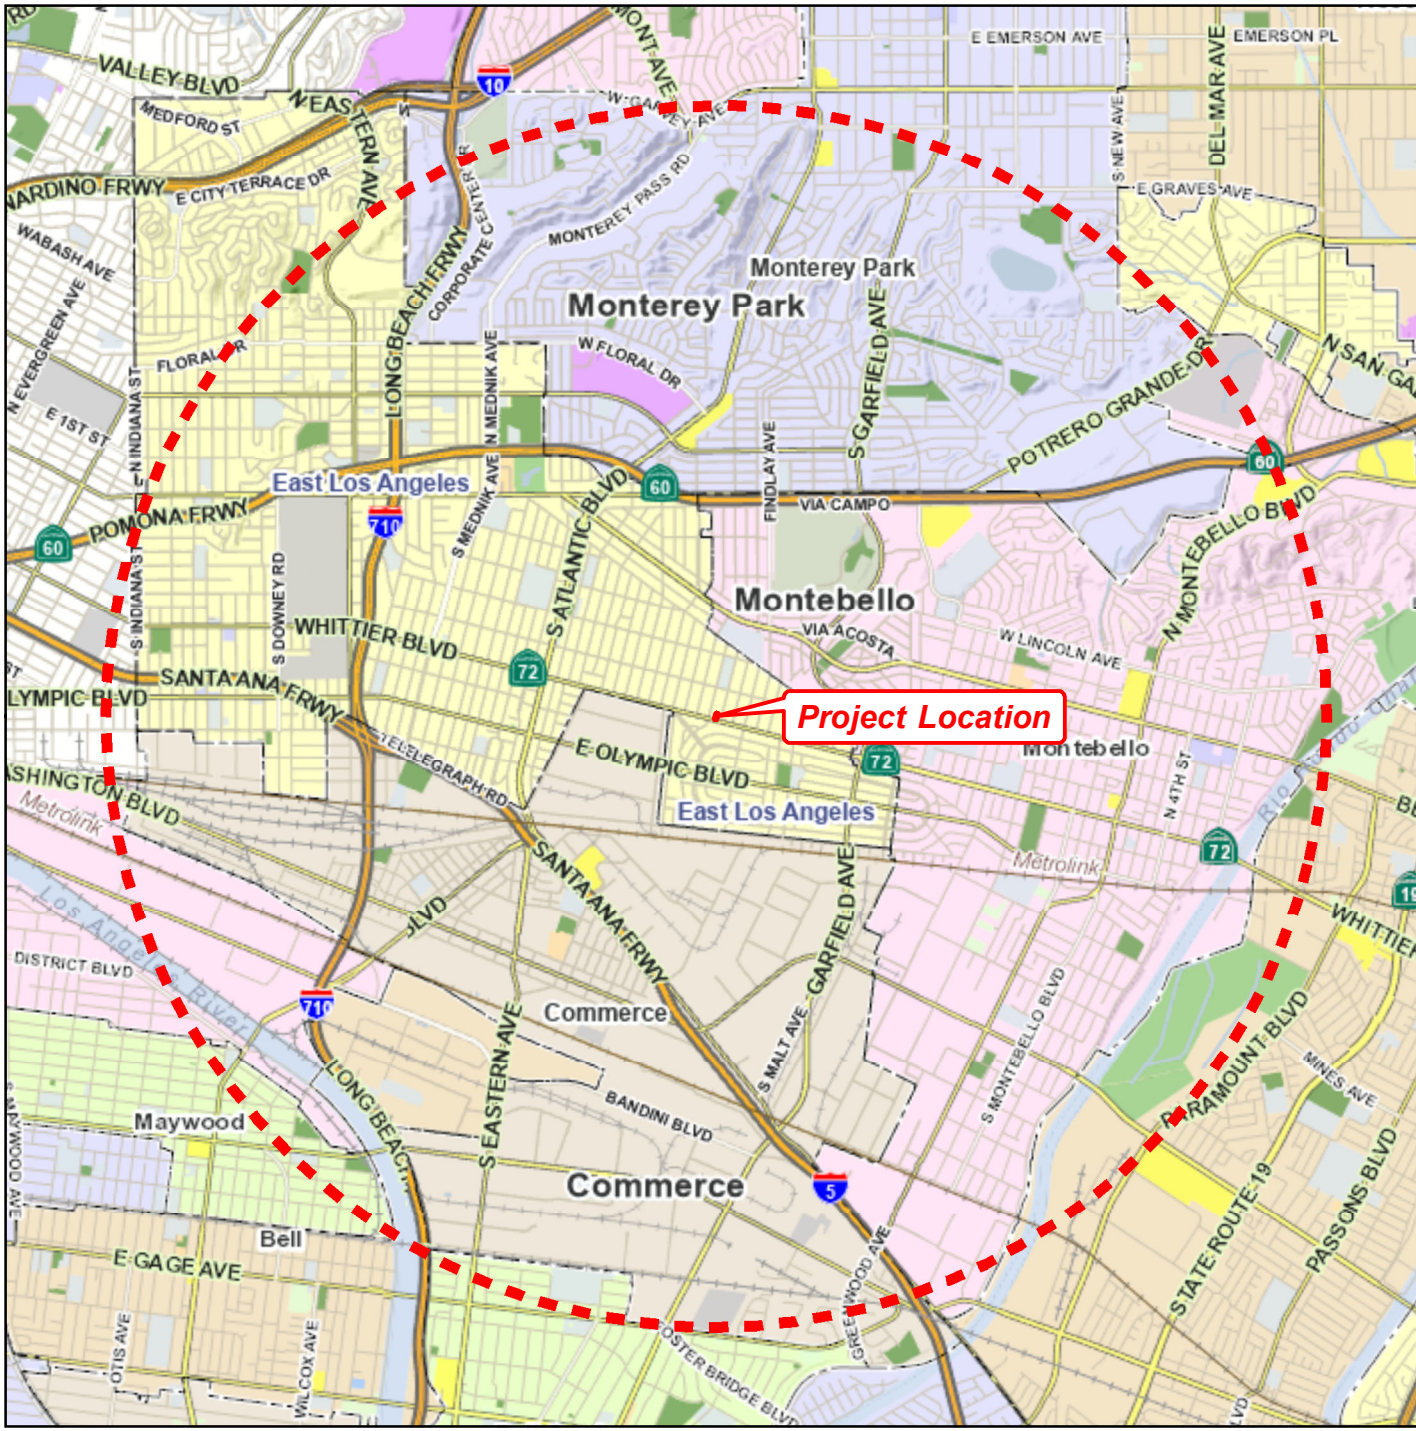 RD
VALLEY BLVD
MEDFORD ST
N EASTERN AVE
10
W GARVEY AVE
E EMERSON AVE
EMERSON PL
DEL MAR AVE
S NEW AVE
E GRAVES AVE
NARDINO FRWY
E CITY TERRACE DR
WABASH AVE
N EVERGREEN AVE
E 1ST ST
FLORAL DR
N INDIANA ST
LONG BEACH FRWY
CORPORATE CENTER DR
MONTEREY PASS RD
Monterey Park
Monterey Park
W FLORAL DR
N MEDNIK AVE
S GARFIELD AVE
POTRERO GRANDE DR
N SAN GA
60
East Los Angeles
60
FINDLAY AVE
VIA CAMPO
POMONA FRWY
60
710
S MEDNIK AVE
S ATLANTIC BLVD
N MONTEBELLO BLVD
S INDIANA ST
S DOWNEY RD
WHITTIER BLVD
Montebello
VIA ACOSTA
W LINCOLN AVE
72
SANTA ANA FRWY
LYMPIC BLVD
Project Location
E OLYMPIC BLVD
72
Montebello
N 4TH ST
TELEGRAPH RD
East Los Angeles
ASHINGTON BLVD
Metrolink
Metrolink
72
19
WHITTIER
SANTA ANA FRWY
GARFIELD AVE
BLVD
Los Angeles River
DISTRICT BLVD
710
Commerce
S EASTERN AVE
S MALT AVE
S MONTEBELLO BLVD
PARAMOUNT BLVD
MINES AVE
LONG BEACH
BANDINI BLVD
Maywood
MAYWOOD AVE
Commerce
5
STATE ROUTE 19
PASSONS BLVD
Bell
E GAGE AVE
GREENWOOD AVE
OTIS AVE
WILCOX AVE
FOSTER BRIDGE BLVD
LVD